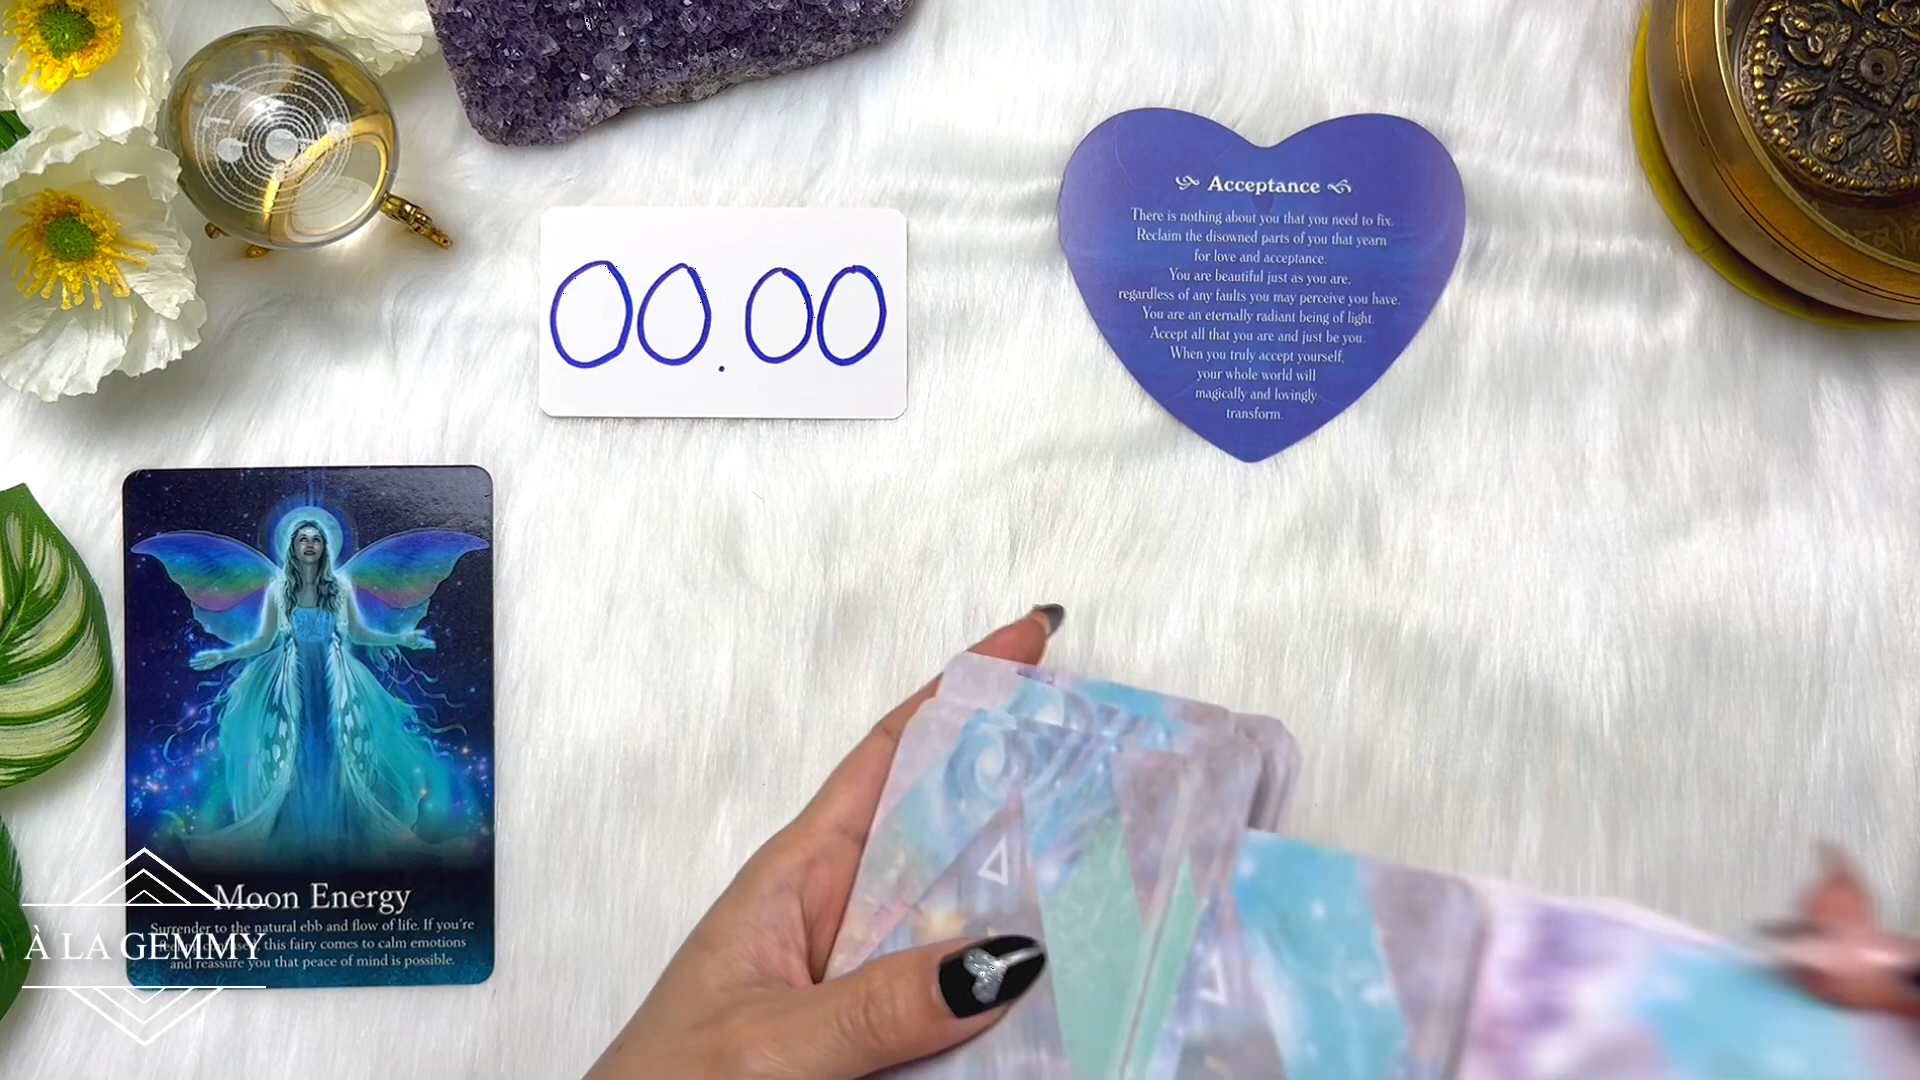 00.00
Acceptance
There is nothing about you that you need to fix.
Reclaim the disowned parts of you that yearn
for love and acceptance.
You are beautiful just as you are,
regardless of any faults you may perceive you have.
You are an eternally radiant being of light.
Accept all that you are and just be you.
When you truly accept yourself,
your whole world will
magically and lovingly
transform.
Moon Energy
Surrender to the natural ebb and flow of life. If you're
this fairy comes to calm emotions
and reassure you that peace of mind is possible.
À LA GEMMY